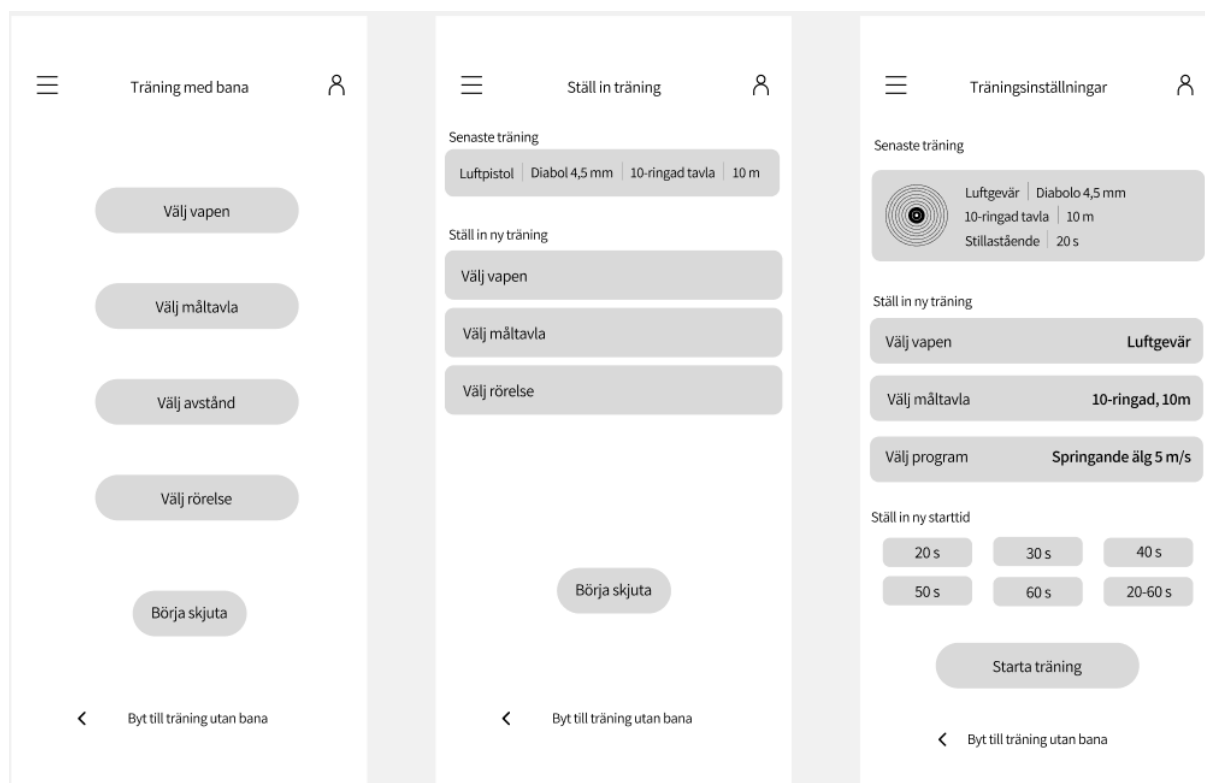 Träning med bana
Välj vapen
Välj måltavla
Välj avstånd
Välj rörelse
Börja skjuta
Byt till träning utan bana
Ställ in träning
Senaste träning
Luftpistol Diabol 4,5 mm 10-ringad tavla 10 m
Ställ in ny träning
Välj vapen
Välj måltavla
Välj rörelse
Börja skjuta
Byt till träning utan bana
Träningsinställningar
Senaste träning
Luftgevär Diabolo 4,5 mm
10-ringad tavla 10 m
Stillastående 20 s
Ställ in ny träning
Välj vapen Luftgevär
Välj måltavla 10-ringad, 10m
Välj program Springande älg 5 m/s
Ställ in ny starttid
20 s 30 s 40 s
50 s 60 s 20-60 s
Starta träning
Byt till träning utan bana